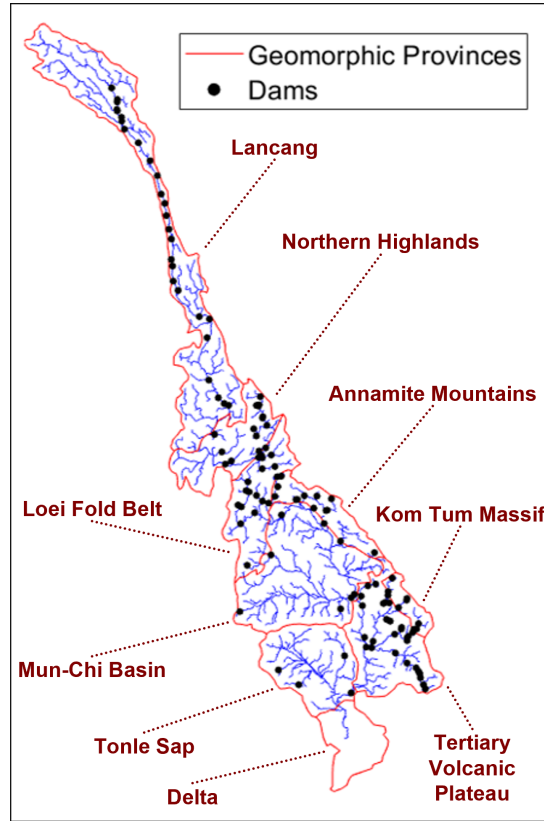 Geomorphic Provinces
Dams
Lancang
Northern Highlands
Annamite Mountains
Loei Fold Belt
Kom Tum Massif
Mun-Chi Basin
Tonle Sap
Delta
Tertiary
Volcanic
Plateau